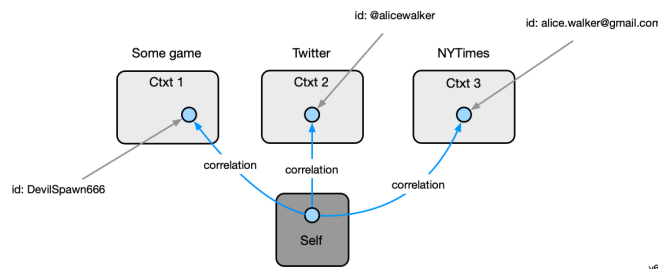 id: @alicewalker
id: alice.walker@gmail.com
Some game
Twitter
NYTimes
Ctxt 1
Ctxt 2
Ctxt 3
correlation
correlation
correlation
id: DevilSpawn666
Self
v6